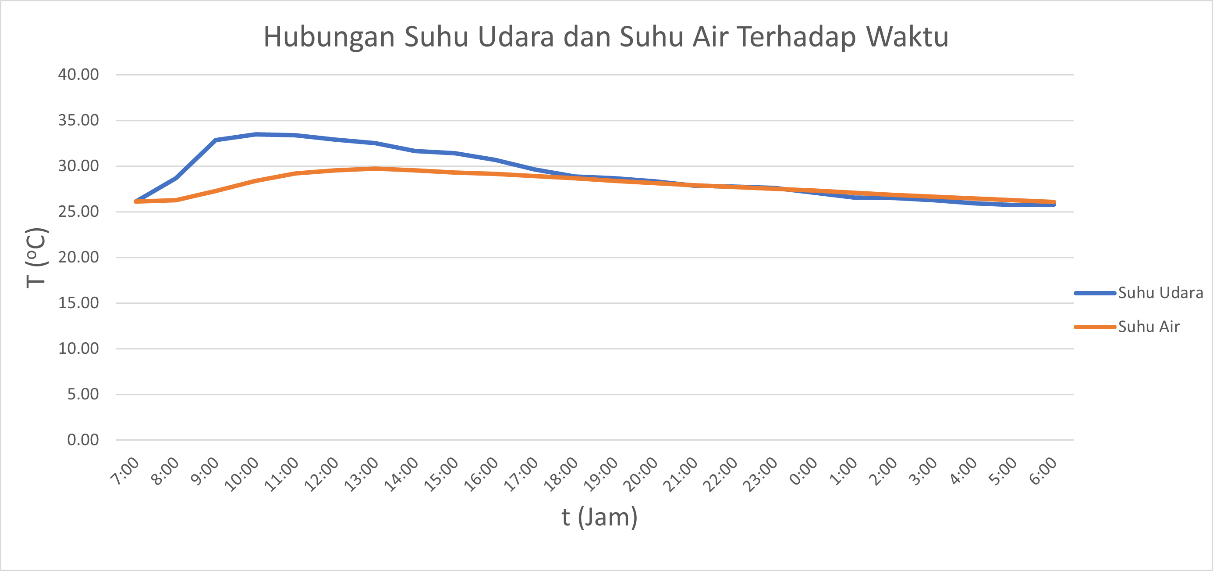 Hubungan Suhu Udara dan Suhu Air Terhadap Waktu
40.00
35.00
30.00
25.00
20.00
15.00
10.00
5.00
0.00
T (ºC)
7:00 8:00 9:00 10:00 11:00 12:00 13:00 14:00 15:00 16:00 17:00 18:00 19:00 20:00 21:00 22:00 23:00 0:00 1:00 2:00 3:00 4:00 5:00 6:00
t (Jam)
Suhu Udara
Suhu Air